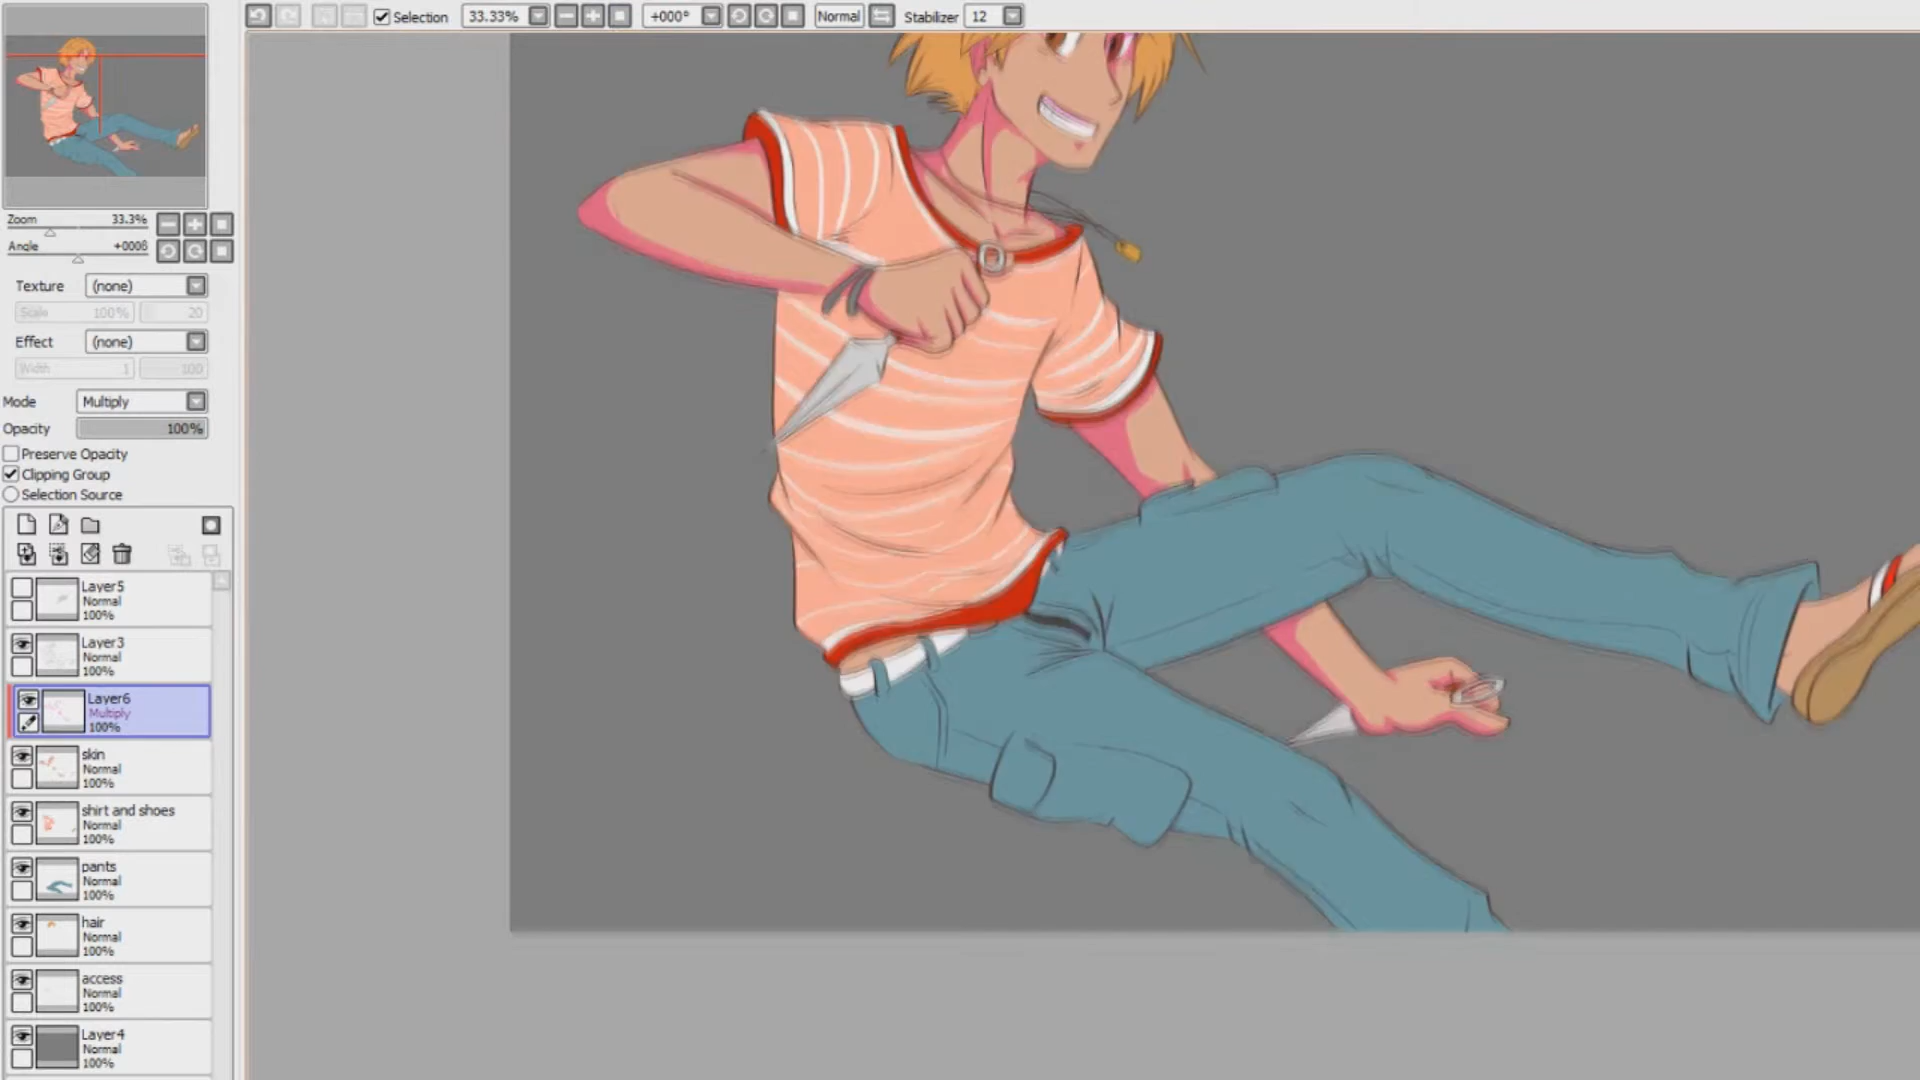 Selection 33.33% +000° Normal Stabilizer 12
Zoom 33.3%
Angle +0008
Texture (none)
Scale 100% 20
Effect (none)
Width 1 100
Mode Multiply
Opacity 100%
Preserve Opacity
Clipping Group
Selection Source
Layer5
Normal
100%
Layer3
Normal
100%
Layer6
Multiply
100%
skin
Normal
100%
shirt and shoes
Normal
100%
pants
Normal
100%
hair
Normal
100%
access
Normal
100%
Layer4
Normal
100%